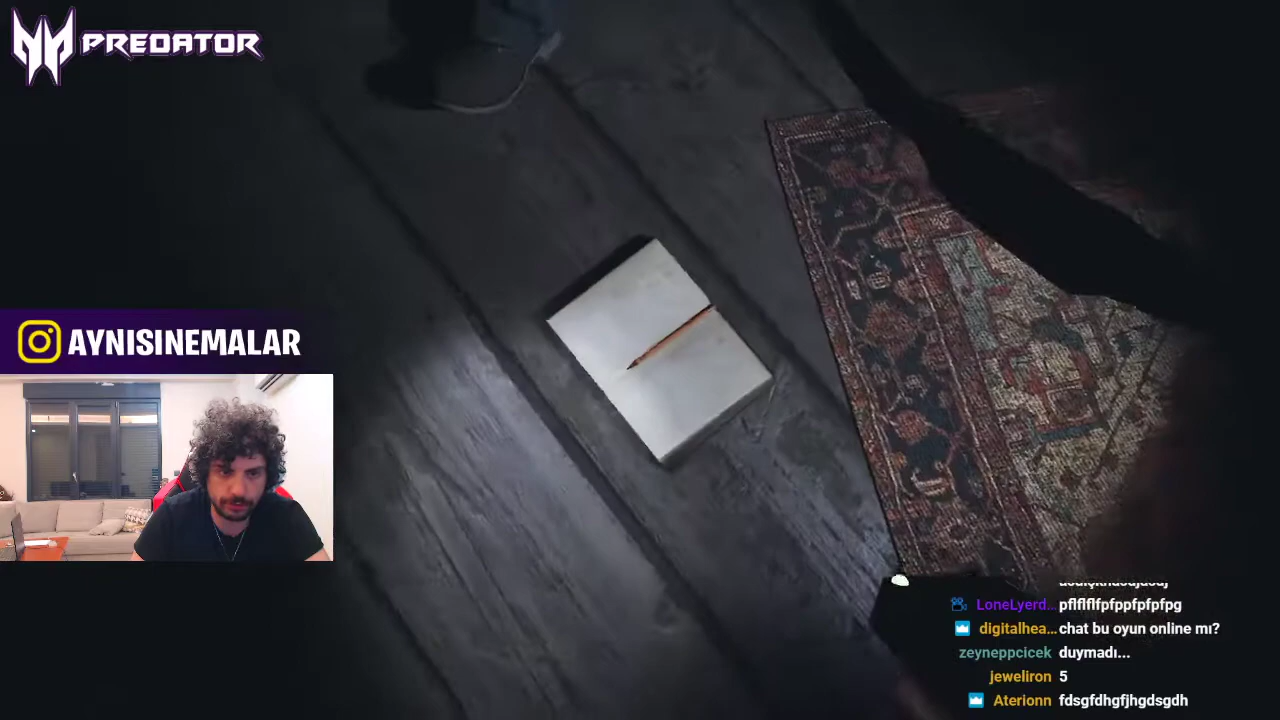 PREDATOR
AYNISINEMALAR
LoneLyerd... pflflflfpfppfpfpfpg
digitalhea... chat bu oyun online mı?
zeyneppcicek duymadı...
jeweliron 5
Aterionn fdsgfdhgfjhgdsgdh